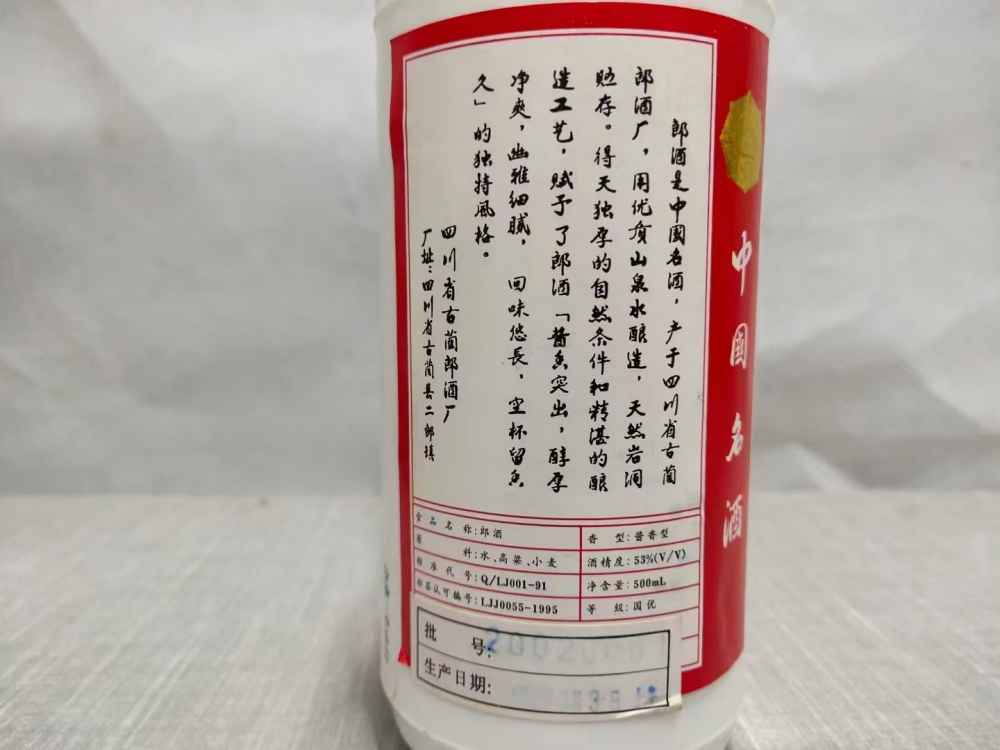 郎酒是中国名酒，产于四川省古蔺
郎酒厂，用优质山泉水酿造，天然岩洞
贮存。得天独厚的自然条件和精湛的酿
造工艺，赋予了郎酒「酱香突出，醇厚
净爽，幽雅细腻，回味悠長，空杯留香
久」的独特风格。
四川省古蔺郎酒厂
厂址：四川省古蔺县二郎镇
中國名酒
食品名称:郎酒
香型:酱香型
原料:水、高粱、小麦
酒精度:53%(V/V)
标准代号:Q/LJ001-91
净含量:500mL
标签认可编号:LJJ0055-1995
等级:国优
批号:
生产日期: